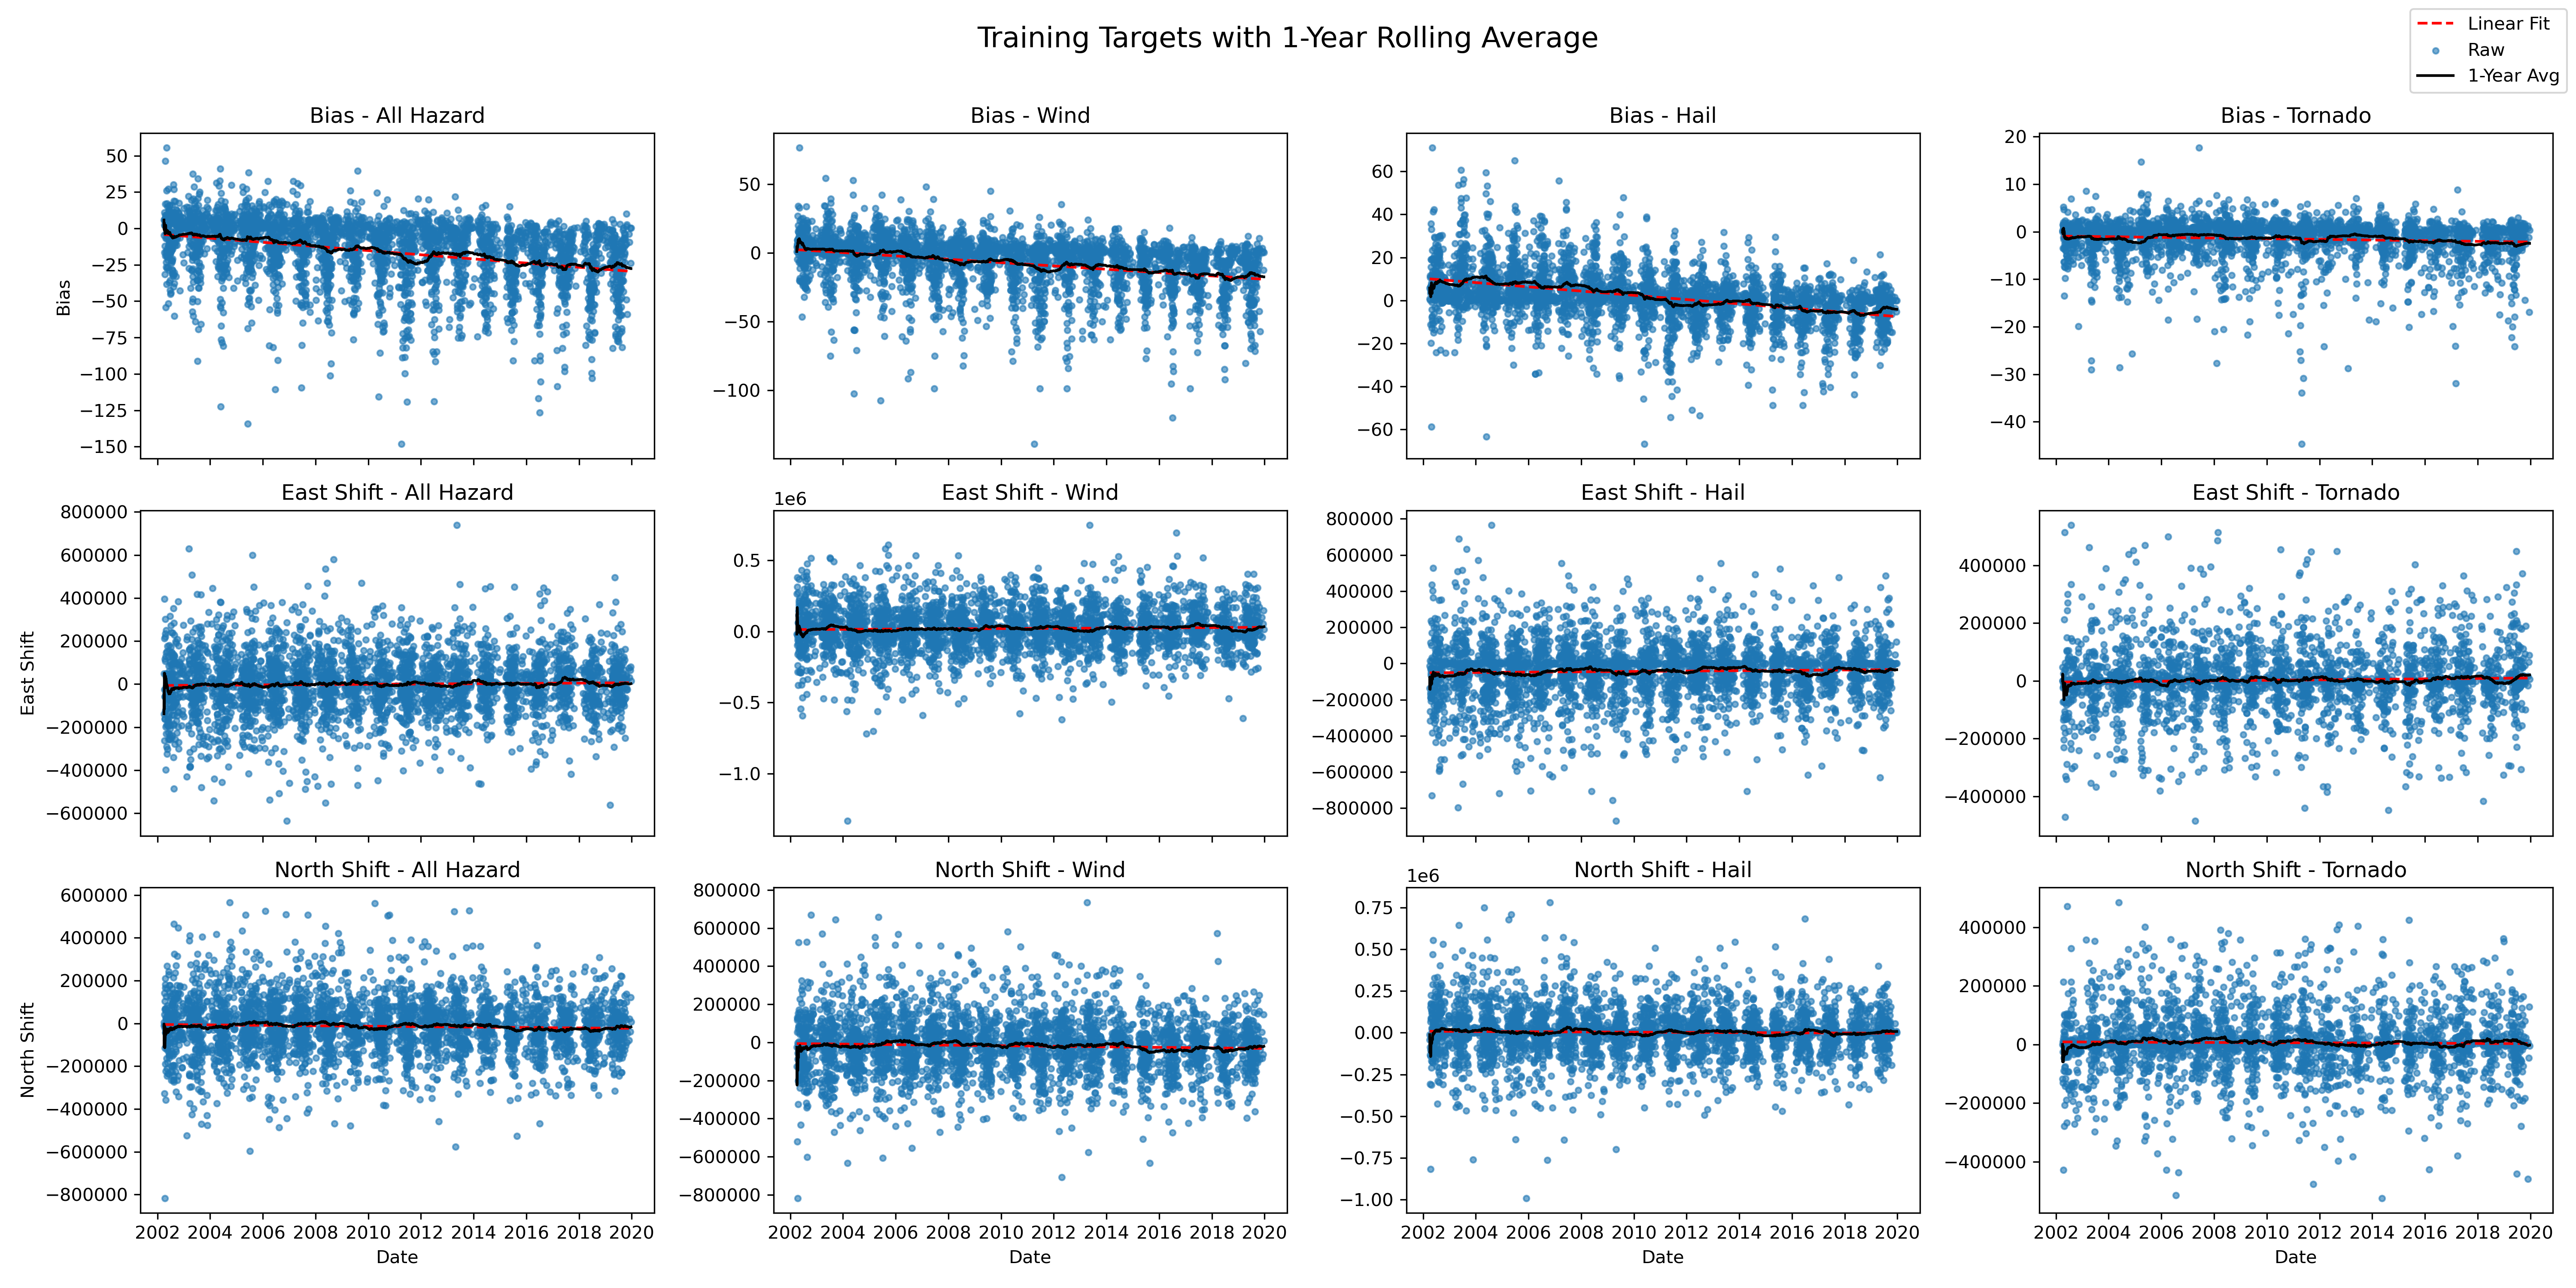 Training Targets with 1-Year Rolling Average
Linear Fit
Raw
1-Year Avg
Bias - All Hazard
50
25
0
−25
−50
−75
−100
−125
−150
Bias
Bias - Wind
50
0
−50
−100
Bias - Hail
60
40
20
0
−20
−40
−60
Bias - Tornado
20
10
0
−10
−20
−30
−40
East Shift - All Hazard
800000
600000
400000
200000
0
−200000
−400000
−600000
East Shift
East Shift - Wind
1e6
0.5
0.0
−0.5
−1.0
East Shift - Hail
800000
600000
400000
200000
0
−200000
−400000
−600000
−800000
East Shift - Tornado
400000
200000
0
−200000
−400000
North Shift - All Hazard
600000
400000
200000
0
−200000
−400000
−600000
−800000
North Shift
2002 2004 2006 2008 2010 2012 2014 2016 2018 2020
Date
North Shift - Wind
800000
600000
400000
200000
0
−200000
−400000
−600000
−800000
2002 2004 2006 2008 2010 2012 2014 2016 2018 2020
Date
North Shift - Hail
1e6
0.75
0.50
0.25
0.00
−0.25
−0.50
−0.75
−1.00
2002 2004 2006 2008 2010 2012 2014 2016 2018 2020
Date
North Shift - Tornado
400000
200000
0
−200000
−400000
2002 2004 2006 2008 2010 2012 2014 2016 2018 2020
Date